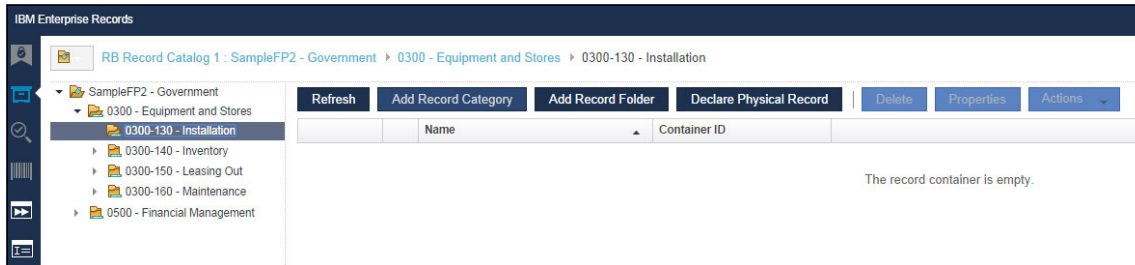 IBM Enterprise Records
RB Record Catalog 1 : SampleFP2 - Government 0300 - Equipment and Stores 0300-130 - Installation
SampleFP2 - Government
0300 - Equipment and Stores
0300-130 - Installation
0300-140 - Inventory
0300-150 - Leasing Out
0300-160 - Maintenance
0500 - Financial Management
Refresh Add Record Category Add Record Folder Declare Physical Record Delete Properties Actions
Name Container ID
The record container is empty.